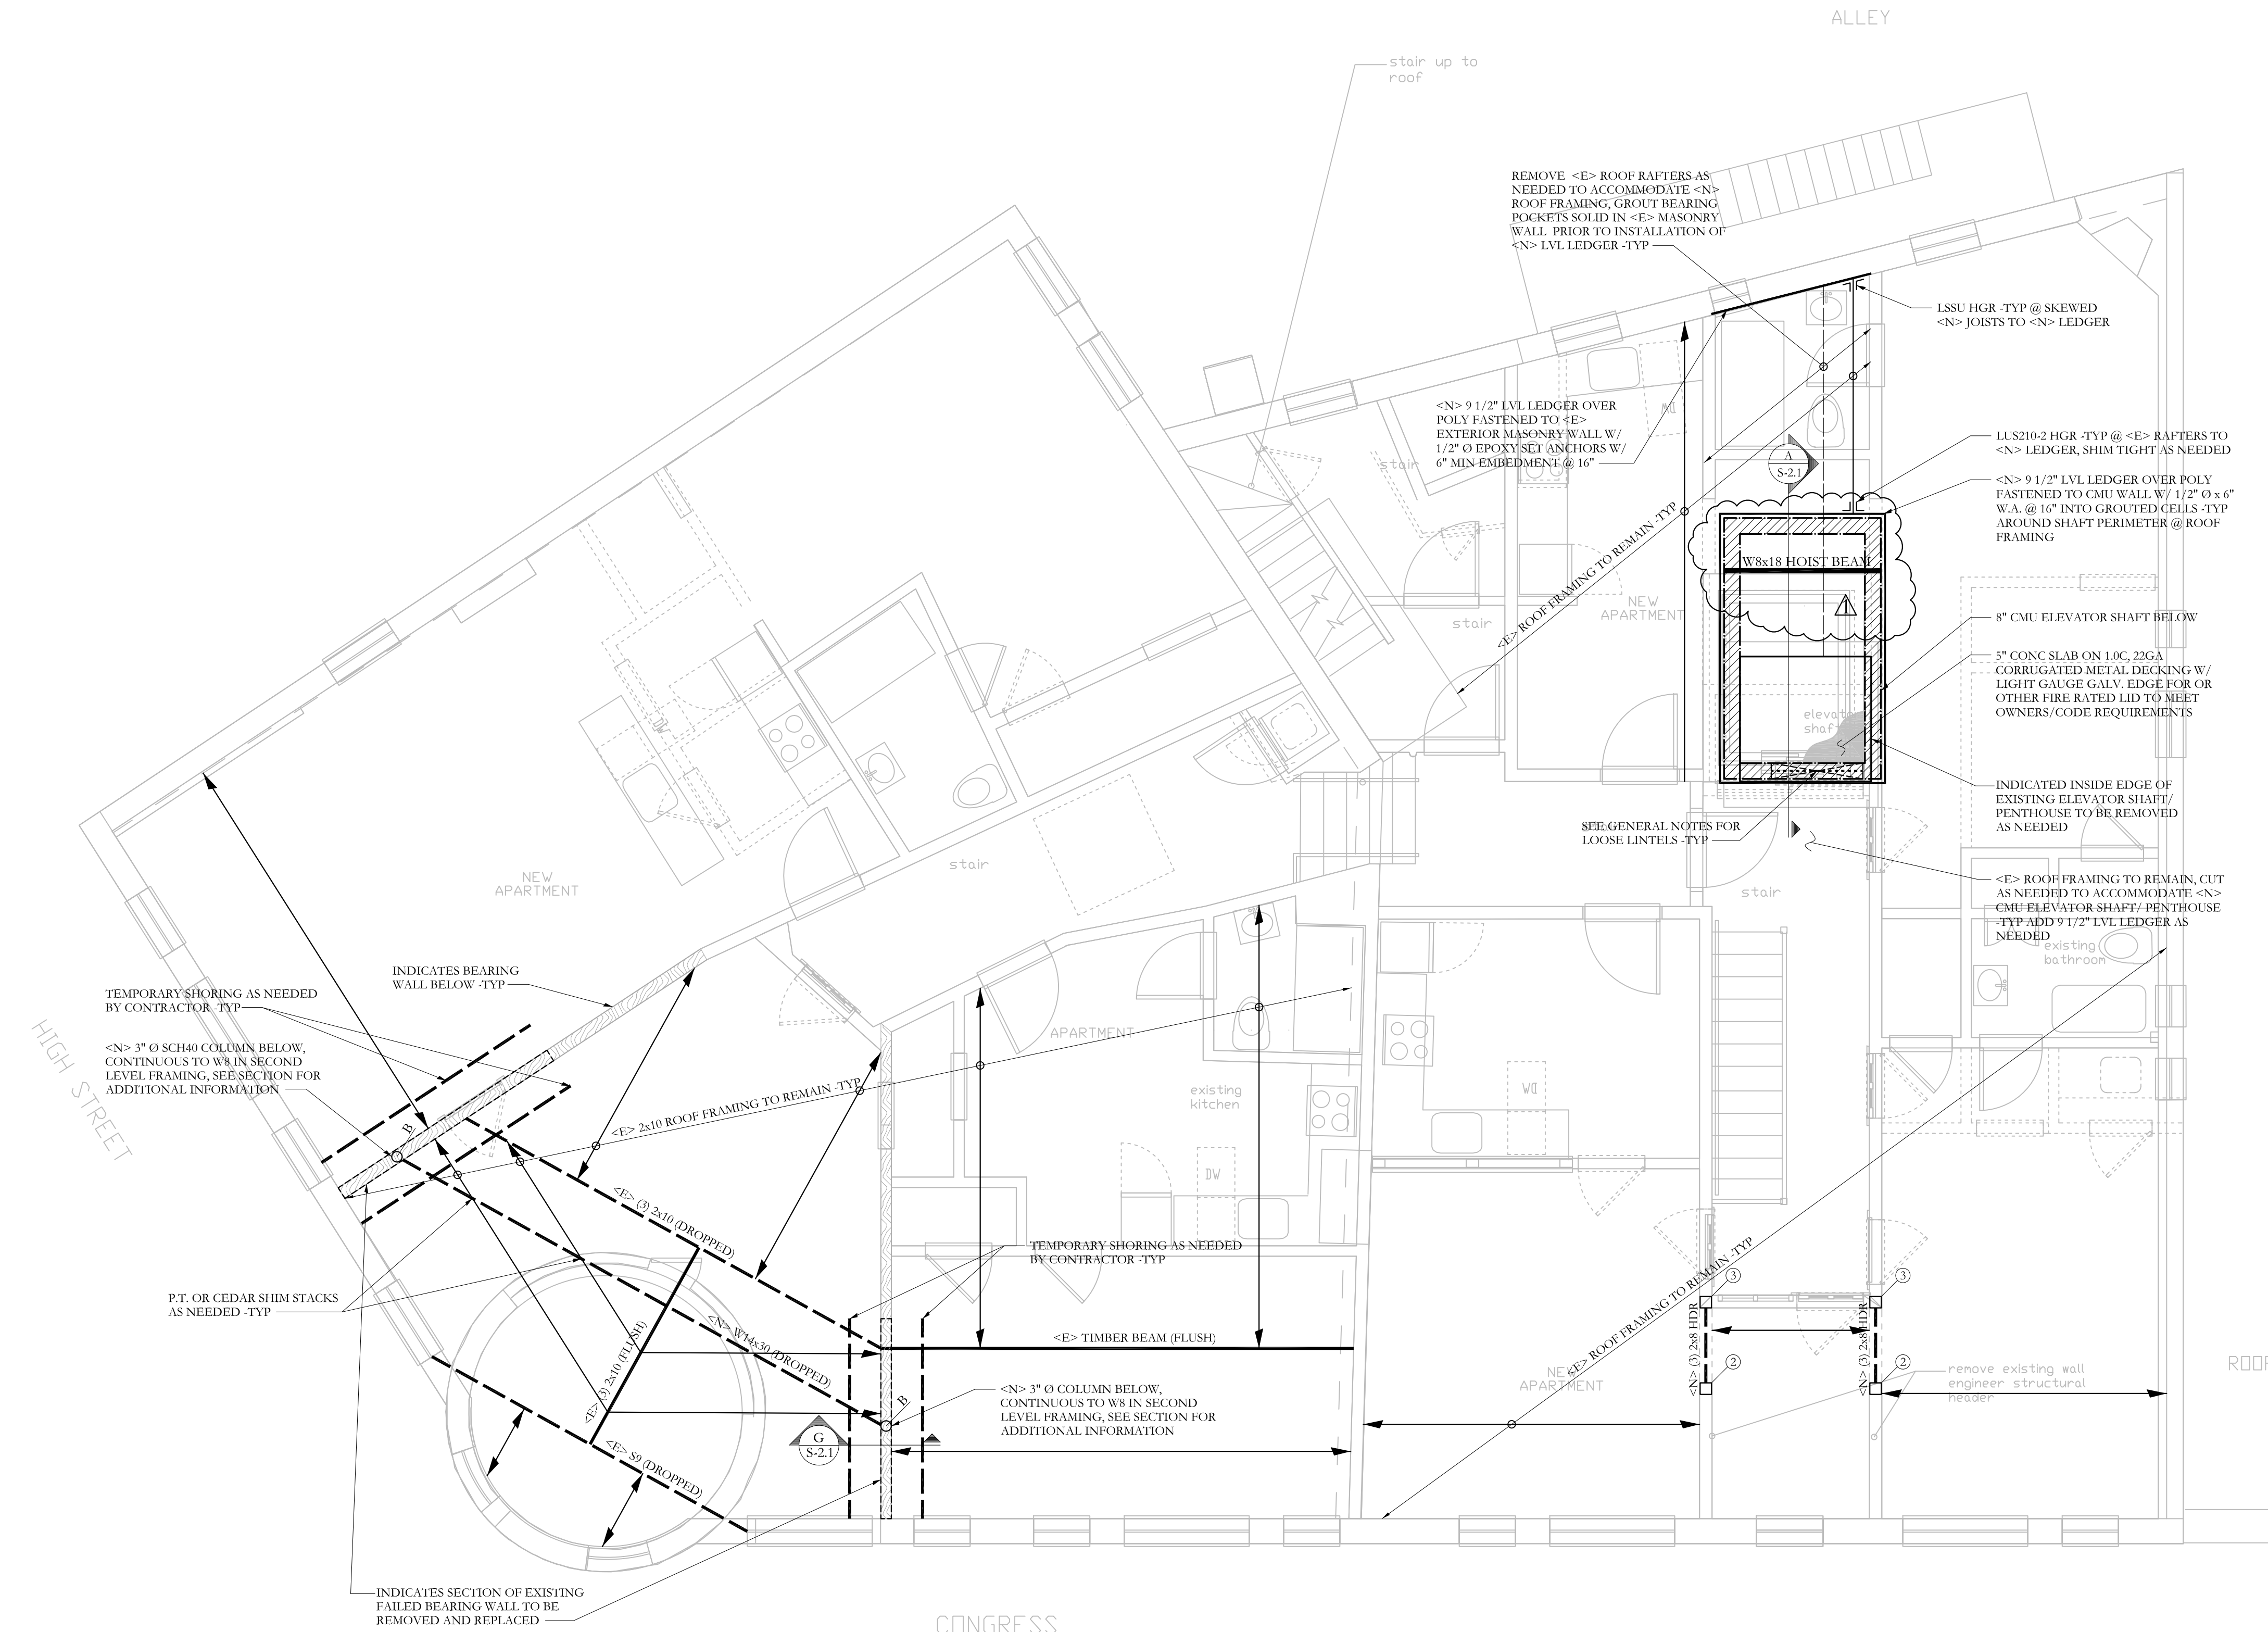 ALLEY
stair up to
roof
REMOVE <E> ROOF RAFTERS AS
NEEDED TO ACCOMMODATE <N>
ROOF FRAMING, GROUT BEARING
POCKETS SOLID IN <E> MASONRY
WALL PRIOR TO INSTALLATION OF
<N> LVL LEDGER -TYP
LSSU HGR -TYP @ SKEWED
<N> JOISTS TO <N> LEDGER
<N> 9 1/2" LVL LEDGER OVER
POLY FASTENED TO <E>
EXTERIOR MASONRY WALL W/
1/2" Ø EPOXY SET ANCHORS W/
6" MIN EMBEDMENT @ 16"
DW
stair
A
S-2.1
LUS210-2 HGR -TYP @ <E> RAFTERS TO
<N> LEDGER, SHIM TIGHT AS NEEDED
<N> 9 1/2" LVL LEDGER OVER POLY
FASTENED TO CMU WALL W/ 1/2" Ø x 6"
W.A. @ 16" INTO GROUTED CELLS -TYP
AROUND SHAFT PERIMETER @ ROOF
FRAMING
<E> ROOF FRAMING TO REMAIN -TYP
W8x18 HOIST BEAM
1
NEW
APARTMENT
stair
8" CMU ELEVATOR SHAFT BELOW
5" CONC SLAB ON 1.0C, 22GA
CORRUGATED METAL DECKING W/
LIGHT GAUGE GALV. EDGE FOR OR
OTHER FIRE RATED LID TO MEET
OWNERS/CODE REQUIREMENTS
elevator
shaft
INDICATED INSIDE EDGE OF
EXISTING ELEVATOR SHAFT/
PENTHOUSE TO BE REMOVED
AS NEEDED
SEE GENERAL NOTES FOR
LOOSE LINTELS -TYP
<E> ROOF FRAMING TO REMAIN, CUT
AS NEEDED TO ACCOMMODATE <N>
CMU ELEVATOR SHAFT/ PENTHOUSE
-TYP ADD 9 1/2" LVL LEDGER AS
NEEDED
stair
existing
bathroom
NEW
APARTMENT
stair
INDICATES BEARING
WALL BELOW -TYP
TEMPORARY SHORING AS NEEDED
BY CONTRACTOR -TYP
<N> 3" Ø SCH40 COLUMN BELOW,
CONTINUOUS TO W8 IN SECOND
LEVEL FRAMING, SEE SECTION FOR
ADDITIONAL INFORMATION
HIGH STREET
B
<E> 2x10 ROOF FRAMING TO REMAIN -TYP
APARTMENT
existing
kitchen
DW
DW
<E> (3) 2x10 (DROPPED)
TEMPORARY SHORING AS NEEDED
BY CONTRACTOR -TYP
P.T. OR CEDAR SHIM STACKS
AS NEEDED -TYP
<E> (3) 2x10 (FLUSH)
<N> W14x30 (DROPPED)
<E> TIMBER BEAM (FLUSH)
<E> ROOF FRAMING TO REMAIN -TYP
3
3
<N> (3) 2x8 HDR
<N> (3) 2x8 HDR
2
2
NEW
APARTMENT
remove existing wall
engineer structural
header
ROOF
B
<N> 3" Ø COLUMN BELOW,
CONTINUOUS TO W8 IN SECOND
LEVEL FRAMING, SEE SECTION FOR
ADDITIONAL INFORMATION
G
S-2.1
<E> S9 (DROPPED)
INDICATES SECTION OF EXISTING
FAILED BEARING WALL TO BE
REMOVED AND REPLACED
CONGRESS